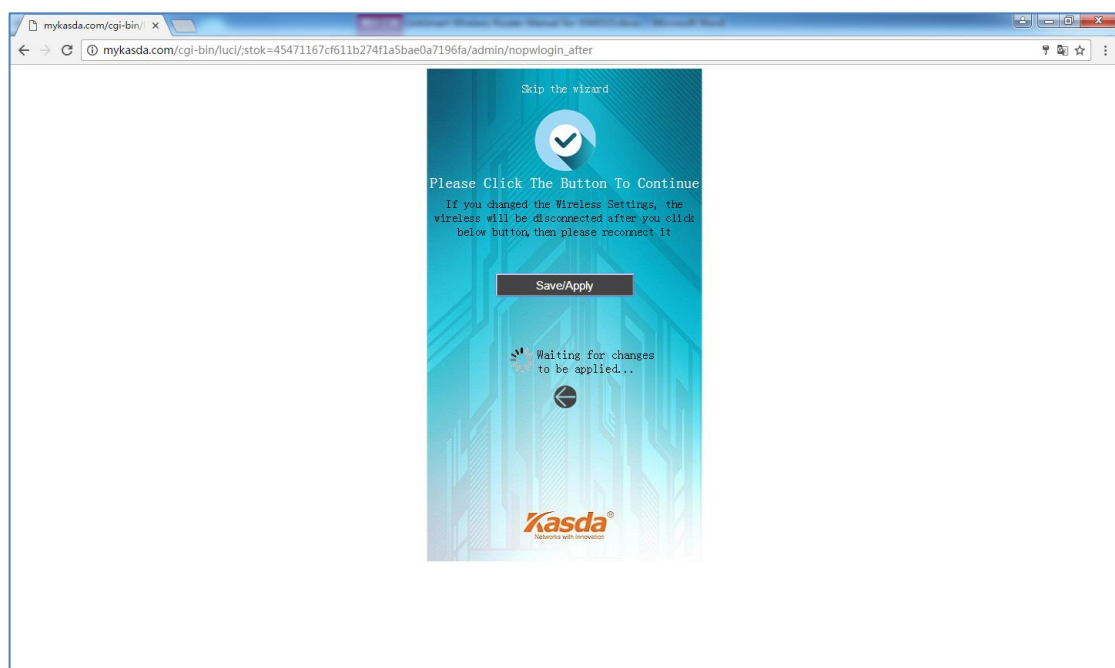 mykasda.com/cgi-bin/l
mykasda.com/cgi-bin/luci/;stok=45471167cf611b274f1a5bae0a7196fa/admin/nopwlogin_after
Skip the wizard
Please Click The Button To Continue
If you changed the Wireless Settings, the
wireless will be disconnected after you click
below button, then please reconnect it
Save/Apply
Waiting for changes
to be applied...
Kasda®
Networks with Innovation